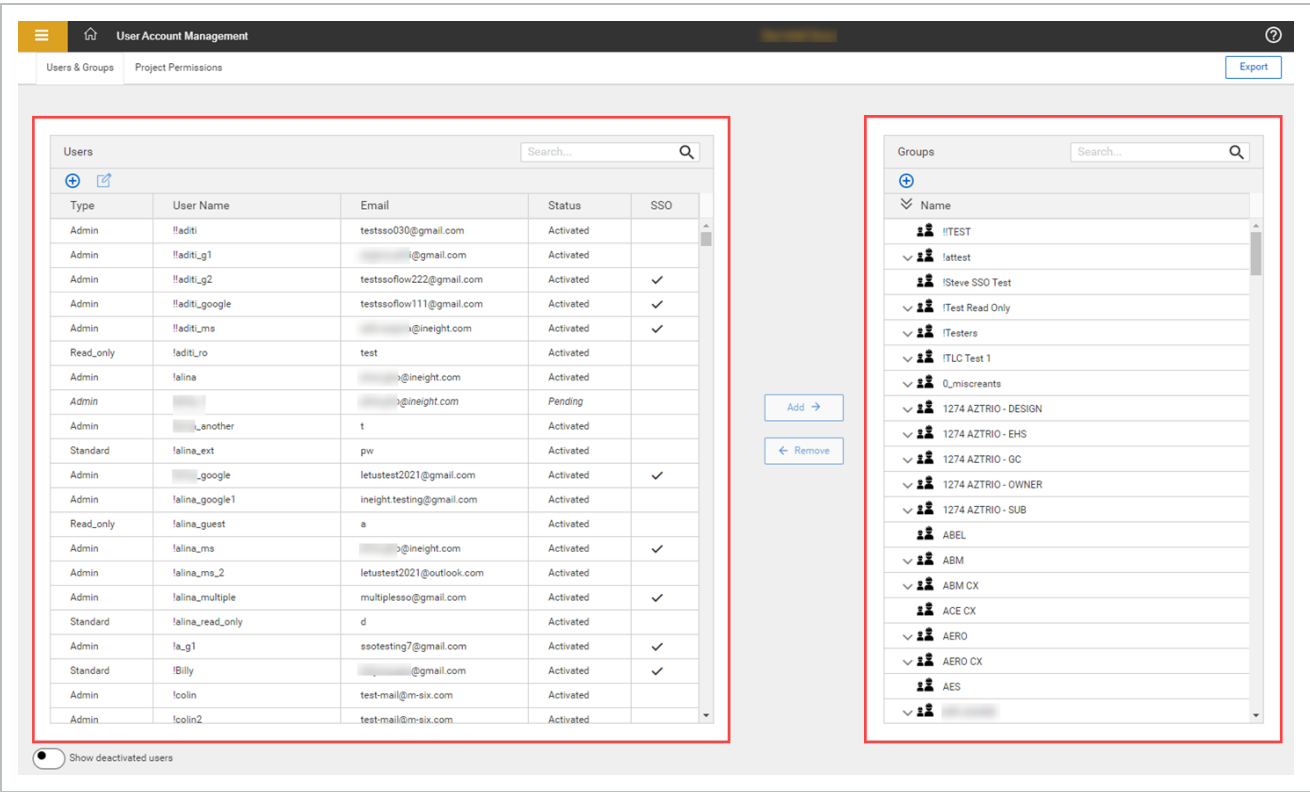 User Account Management
Users & Groups Project Permissions Export
Users Search...
Type User Name Email Status SSO
Admin !!aditi testsso030@gmail.com Activated
Admin !!aditi_g1 i@gmail.com Activated
Admin !!aditi_g2 testssoflow222@gmail.com Activated ✓
Admin !!aditi_google testssoflow111@gmail.com Activated ✓
Admin !!aditi_ms @ineight.com Activated ✓
Read_only !aditi_ro test Activated
Admin !alina @ineight.com Activated
Admin @ineight.com Pending
Admin _another t Activated
Standard !alina_ext pw Activated
Admin _google letustest2021@gmail.com Activated ✓
Admin !alina_google1 ineight.testing@gmail.com Activated
Read_only !alina_guest a Activated
Admin !alina_ms @ineight.com Activated ✓
Admin !alina_ms_2 letustest2021@outlook.com Activated
Admin !alina_multiple multiplesso@gmail.com Activated ✓
Standard !alina_read_only d Activated
Admin !a_g1 ssotesting7@gmail.com Activated ✓
Standard !Billy @gmail.com Activated ✓
Admin !colin test-mail@m-six.com Activated
Admin !colin2 test-mail@m-six.com Activated
Show deactivated users
Add →
← Remove
Groups Search...
Name
!!TEST
!attest
!Steve SSO Test
!Test Read Only
!Testers
!TLC Test 1
0_miscreants
1274 AZTRIO - DESIGN
1274 AZTRIO - EHS
1274 AZTRIO - GC
1274 AZTRIO - OWNER
1274 AZTRIO - SUB
ABEL
ABM
ABM CX
ACE CX
AERO
AERO CX
AES